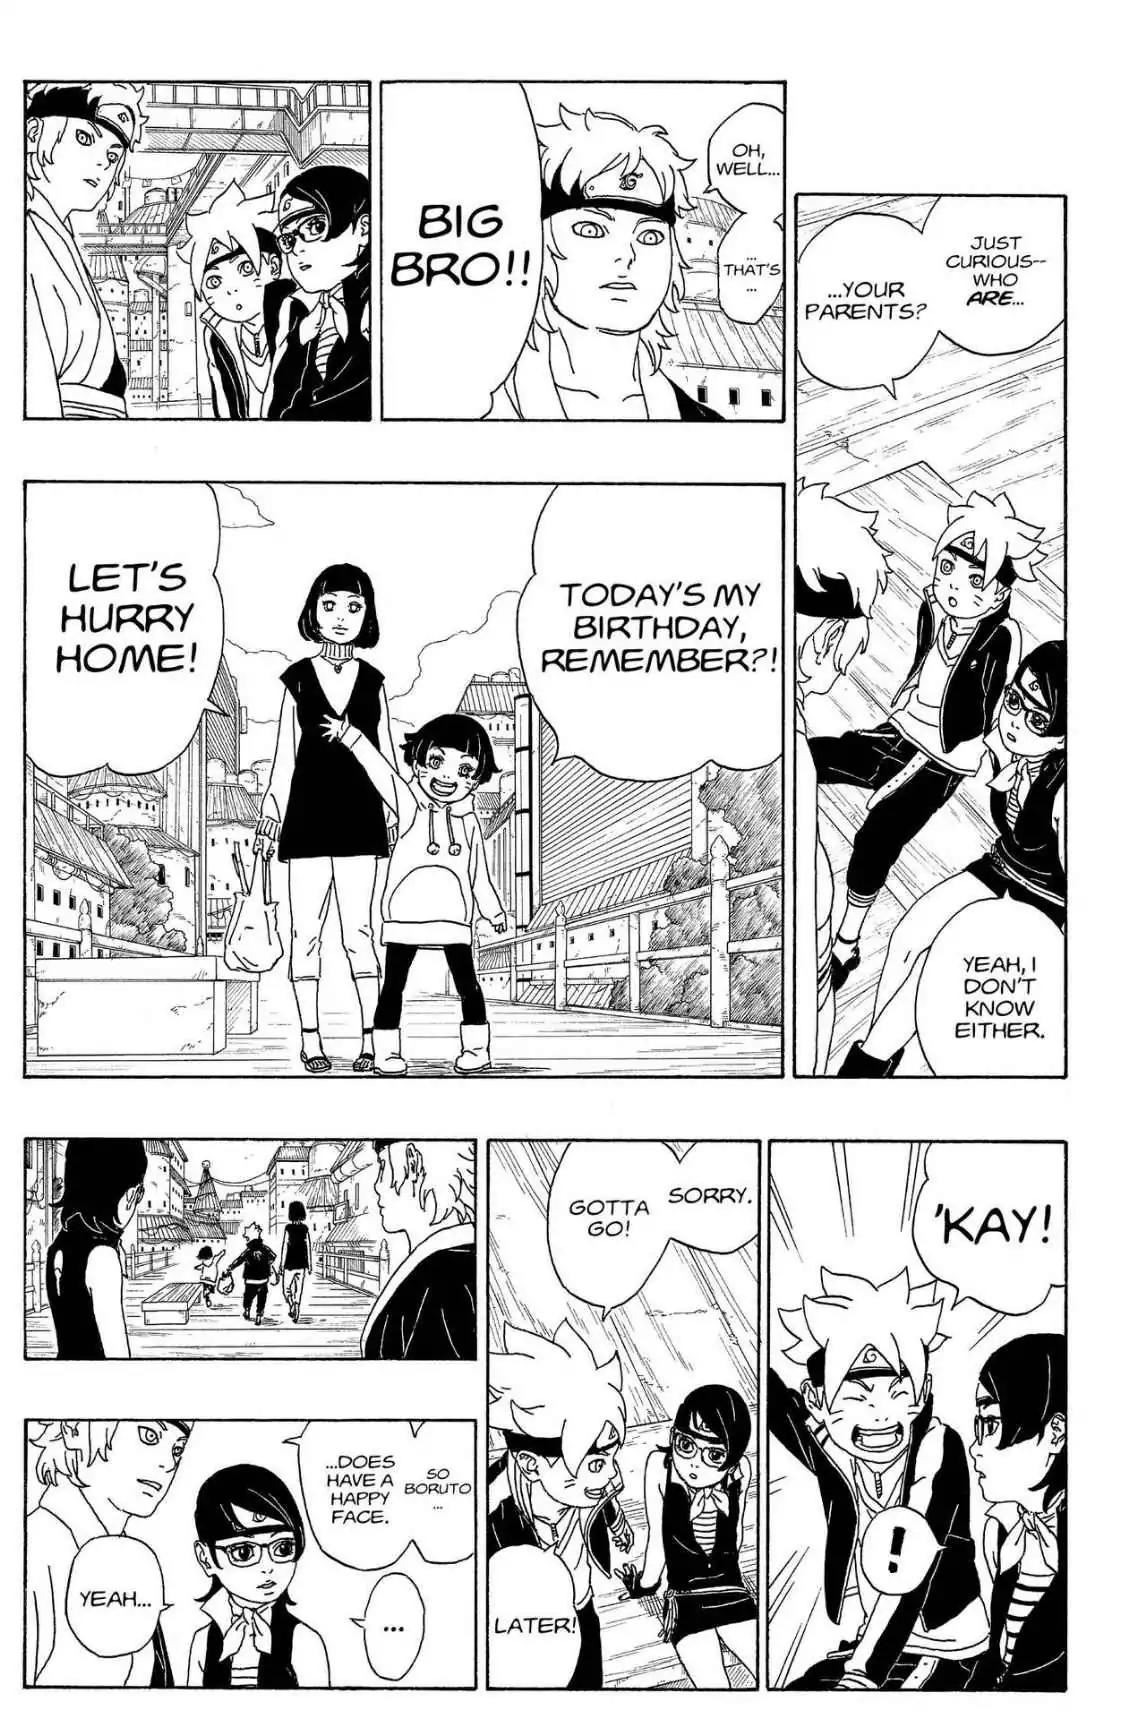 JUST
CURIOUS--
WHO
ARE...
...YOUR
PARENTS?
YEAH, I
DON'T
KNOW
EITHER.
OH,
WELL...
...
THAT'S
...
BIG
BRO!!
TODAY'S MY
BIRTHDAY,
REMEMBER?!
LET'S
HURRY
HOME!
'KAY!
!
SORRY.
GOTTA
GO!
LATER!
SO
BORUTO
...
...DOES
HAVE A
HAPPY
FACE.
...
YEAH...